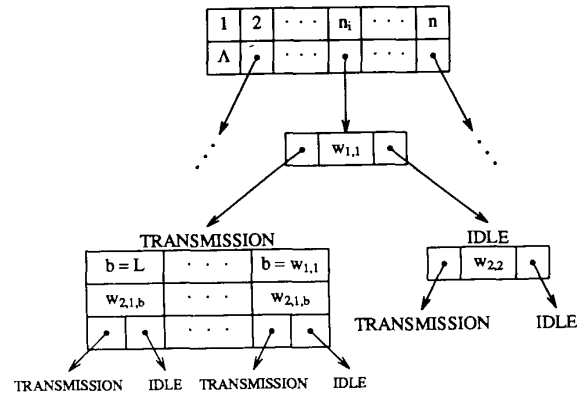 1 2 · · · nᵢ · · · n
Λ · · · · · ·
w₁,₁
TRANSMISSION IDLE
b = L · · · b = w₁,₁
w₂,₁,b · · · w₂,₁,b
· · ·
w₂,₂
TRANSMISSION IDLE
TRANSMISSION IDLE TRANSMISSION IDLE